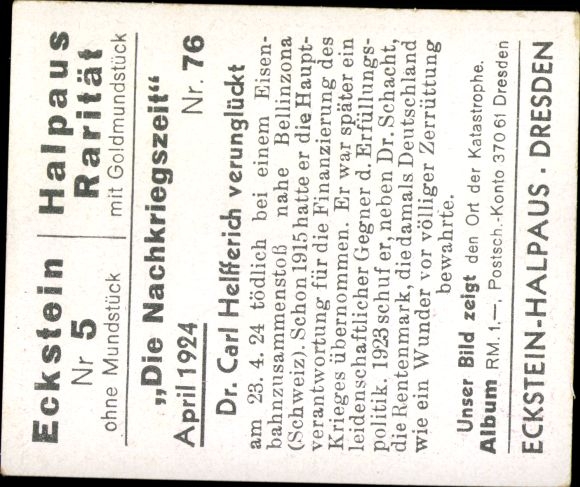 Eckstein Halpaus
Nr 5 Rarität
ohne Mundstück mit Goldmundstück
„Die Nachkriegszeit“
April 1924 Nr. 76
Dr. Carl Helfferich verunglückt
am 23. 4. 24 tödlich bei einem Eisen-
bahnzusammenstoß nahe Bellinzona
(Schweiz). Schon 1915 hatte er die Haupt-
verantwortung für die Finanzierung des
Krieges übernommen. Er war später ein
leidenschaftlicher Gegner d. Erfüllungs-
politik. 1923 schuf er, neben Dr. Schacht,
die Rentenmark, die damals Deutschland
wie ein Wunder vor völliger Zerrüttung
bewahrte.
Unser Bild zeigt den Ort der Katastrophe.
Album RM. 1.—, Postsch.-Konto 370 61 Dresden
ECKSTEIN-HALPAUS · DRESDEN